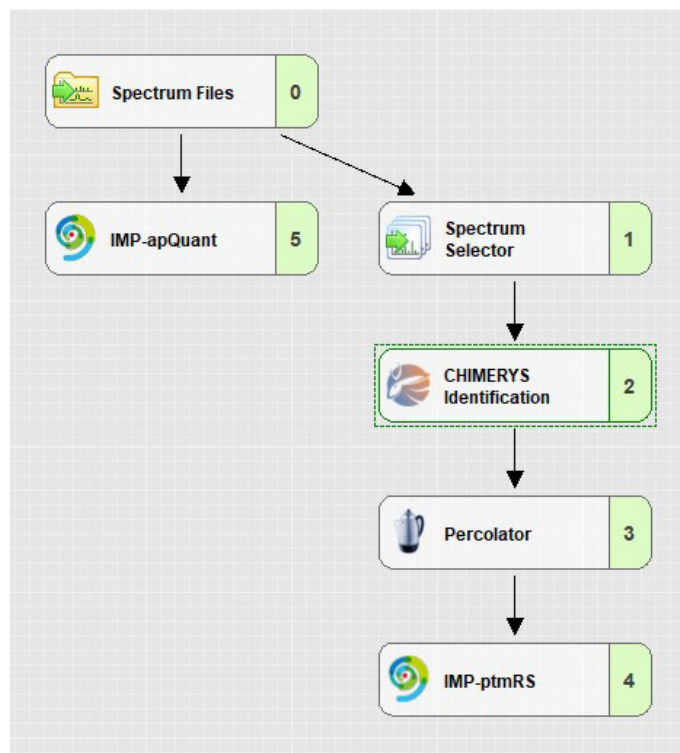 Spectrum Files 0
IMP-apQuant 5
Spectrum
Selector 1
CHIMERYS
Identification 2
Percolator 3
IMP-ptmRS 4